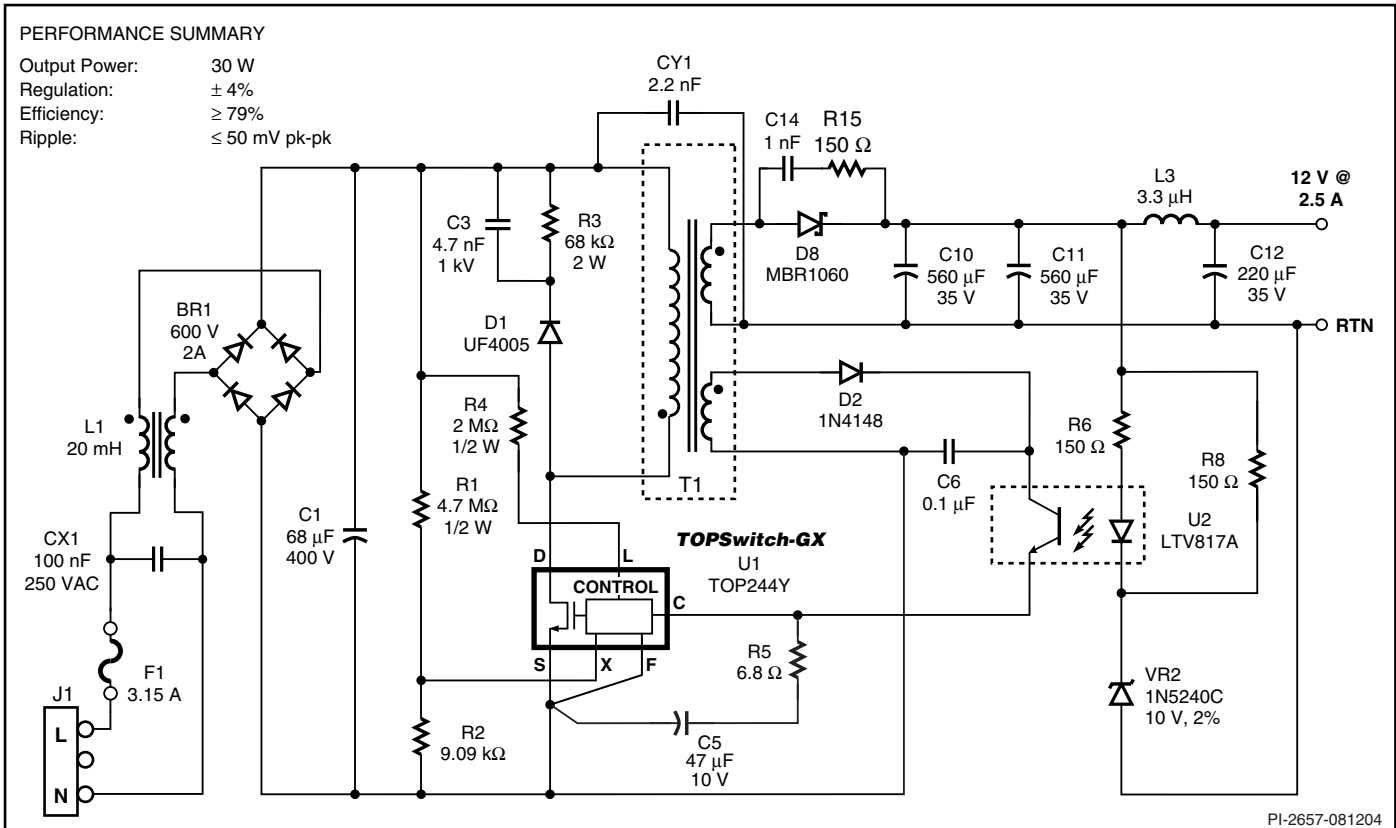 PERFORMANCE SUMMARY
Output Power: 30 W
Regulation: ± 4%
Efficiency: ≥ 79%
Ripple: ≤ 50 mV pk-pk
CY1
2.2 nF
C14
1 nF
R15
150 Ω
L3
3.3 µH
12 V @
2.5 A
C3
4.7 nF
1 kV
R3
68 kΩ
2 W
D8
MBR1060
C10
560 µF
35 V
C11
560 µF
35 V
C12
220 µF
35 V
BR1
600 V
2A
D1
UF4005
RTN
D2
1N4148
L1
20 mH
R4
2 MΩ
1/2 W
R6
150 Ω
R8
150 Ω
T1
C6
0.1 µF
R1
4.7 MΩ
1/2 W
C1
68 µF
400 V
CX1
100 nF
250 VAC
U2
LTV817A
TOPSwitch-GX
U1
TOP244Y
D
L
CONTROL
C
S
X
F
R5
6.8 Ω
F1
3.15 A
J1
L
N
VR2
1N5240C
10 V, 2%
R2
9.09 kΩ
C5
47 µF
10 V
PI-2657-081204